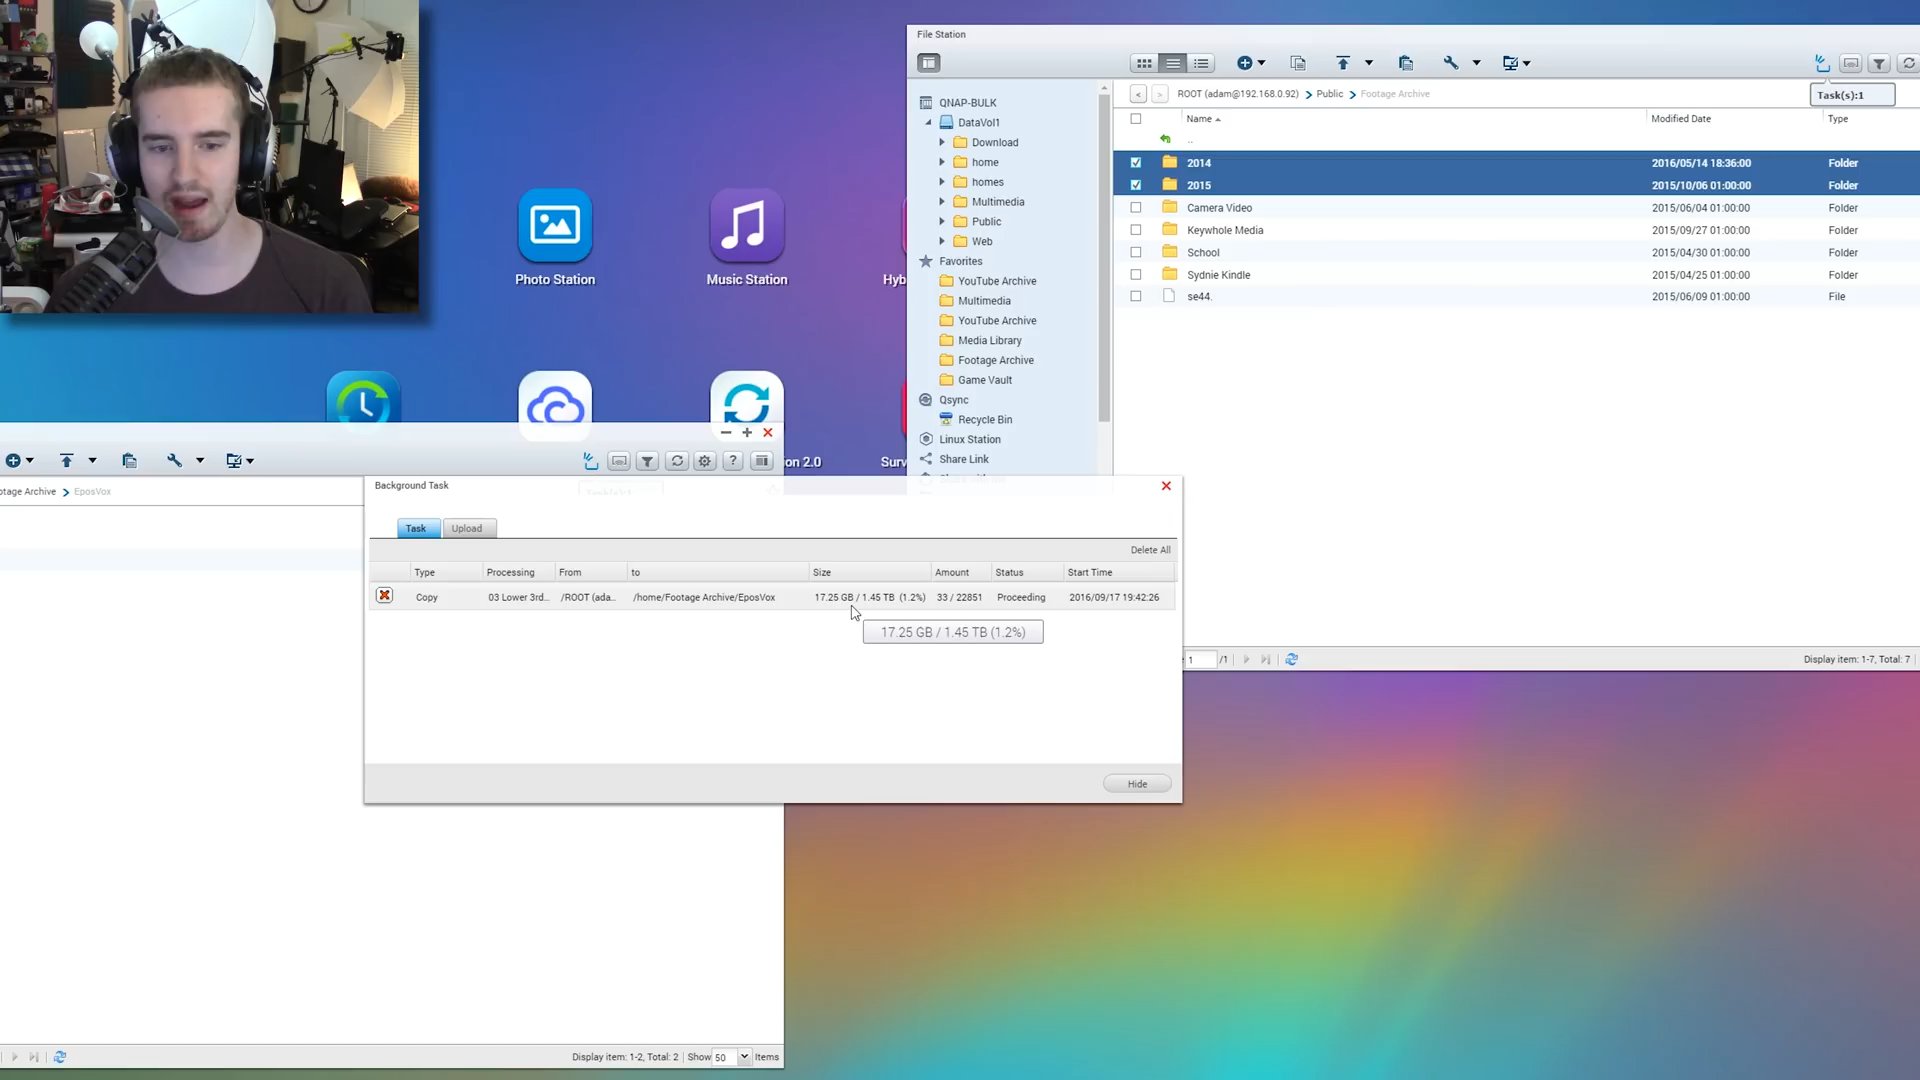 File Station
ROOT (adam@192.168.0.92) > Public > Footage Archive
Task(s):1
Name
Modified Date
Type
..
2014 2016/05/14 18:36:00 Folder
2015 2015/10/06 01:00:00 Folder
Camera Video 2015/06/04 01:00:00 Folder
Keywhole Media 2015/09/27 01:00:00 Folder
School 2015/04/30 01:00:00 Folder
Sydnie Kindle 2015/04/25 01:00:00 Folder
se44. 2015/06/09 01:00:00 File
QNAP-BULK
DataVol1
Download
home
homes
Multimedia
Public
Web
Favorites
YouTube Archive
Multimedia
YouTube Archive
Media Library
Footage Archive
Game Vault
Qsync
Recycle Bin
Linux Station
Share Link
Photo Station
Music Station
Hyb
on 2.0
Surv
otage Archive > EposVox
Background Task
Task
Upload
Delete All
Type Processing From to Size Amount Status Start Time
Copy 03 Lower 3rd... /ROOT (ada... /home/Footage Archive/EposVox 17.25 GB / 1.45 TB (1.2%) 33 / 22851 Proceeding 2016/09/17 19:42:26
17.25 GB / 1.45 TB (1.2%)
Hide
1 /1
Display item: 1-7, Total: 7
Display item: 1-2, Total: 2 | Show 50 Items